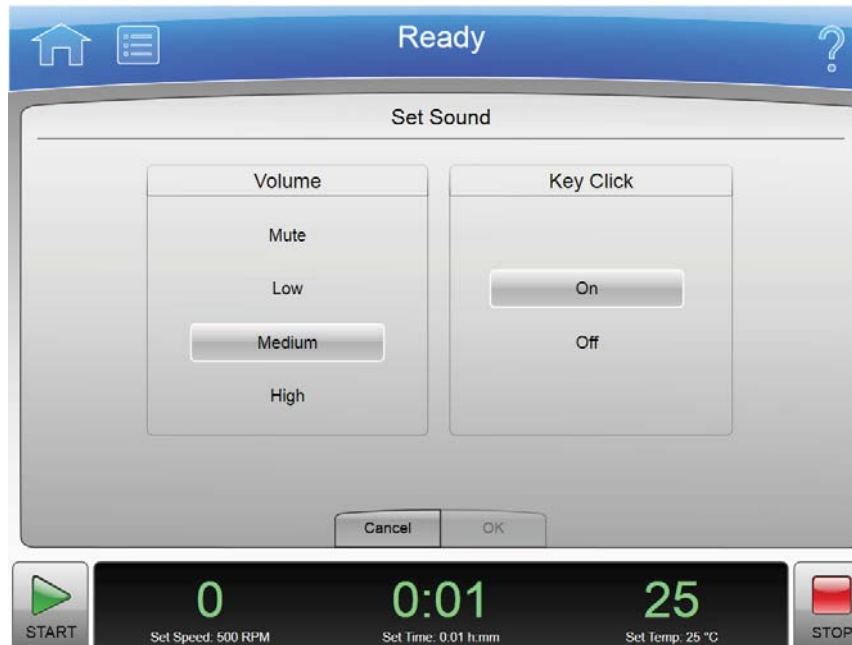 Ready
?
Set Sound
Volume
Key Click
Mute
Low
On
Medium
Off
High
Cancel
OK
START
0
0:01
25
STOP
Set Speed: 500 RPM
Set Time: 0.01 h:mm
Set Temp: 25 °C